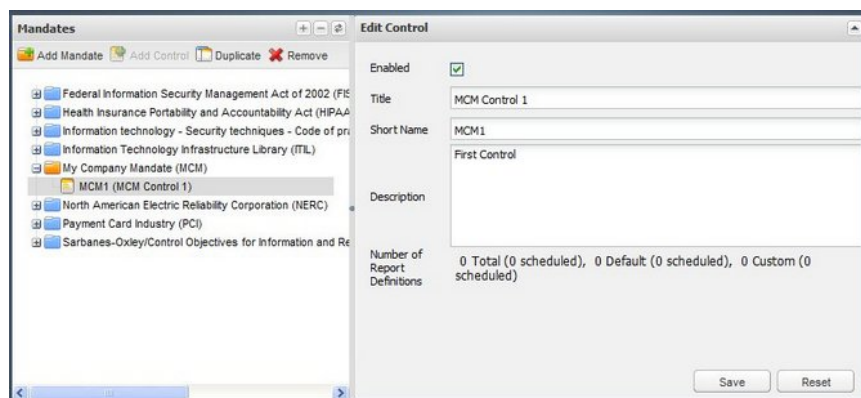 Mandates
Add Mandate Add Control Duplicate Remove
Federal Information Security Management Act of 2002 (FIS
Health Insurance Portability and Accountability Act (HIPAA
Information technology - Security techniques - Code of pra
Information Technology Infrastructure Library (ITIL)
My Company Mandate (MCM)
MCM1 (MCM Control 1)
North American Electric Reliability Corporation (NERC)
Payment Card Industry (PCI)
Sarbanes-Oxley/Control Objectives for Information and Re
Edit Control
Enabled
Title MCM Control 1
Short Name MCM1
Description First Control
Number of Report Definitions
0 Total (0 scheduled), 0 Default (0 scheduled), 0 Custom (0
scheduled)
Save Reset